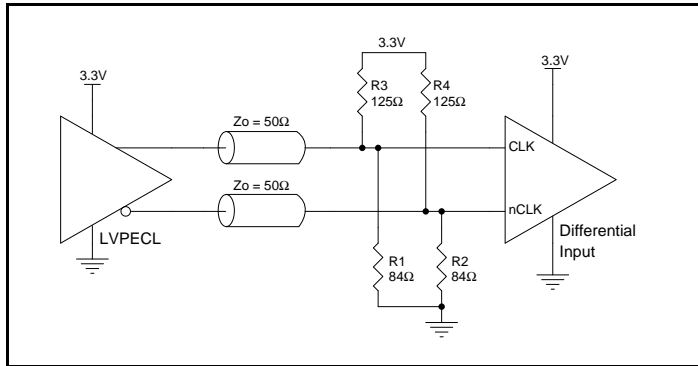 3.3V
3.3V
3.3V
R3
125Ω
R4
125Ω
Zo = 50Ω
CLK
Zo = 50Ω
nCLK
LVPECL
Differential
Input
R1
84Ω
R2
84Ω